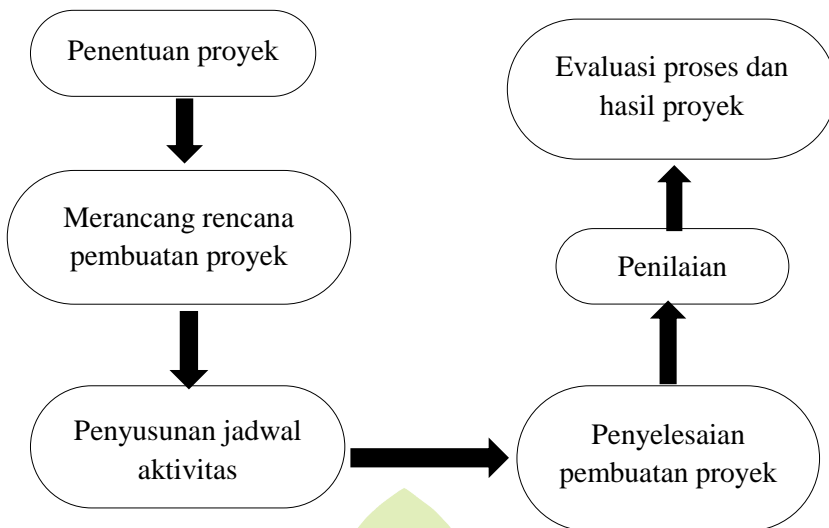 Penentuan proyek
Merancang rencana
pembuatan proyek
Penyusunan jadwal
aktivitas
Penyelesaian
pembuatan proyek
Penilaian
Evaluasi proses dan
hasil proyek